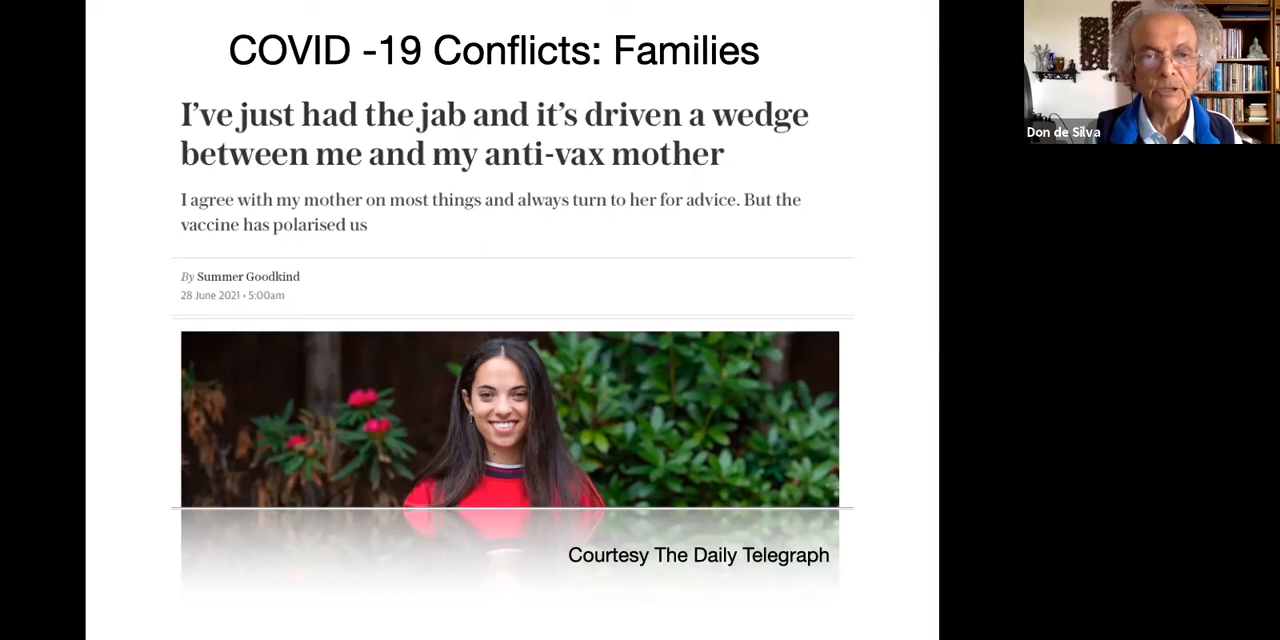 COVID -19 Conflicts: Families
I’ve just had the jab and it’s driven a wedge
between me and my anti-vax mother
I agree with my mother on most things and always turn to her for advice. But the
vaccine has polarised us
By Summer Goodkind
28 June 2021 • 5:00am
Courtesy The Daily Telegraph
Don de Silva